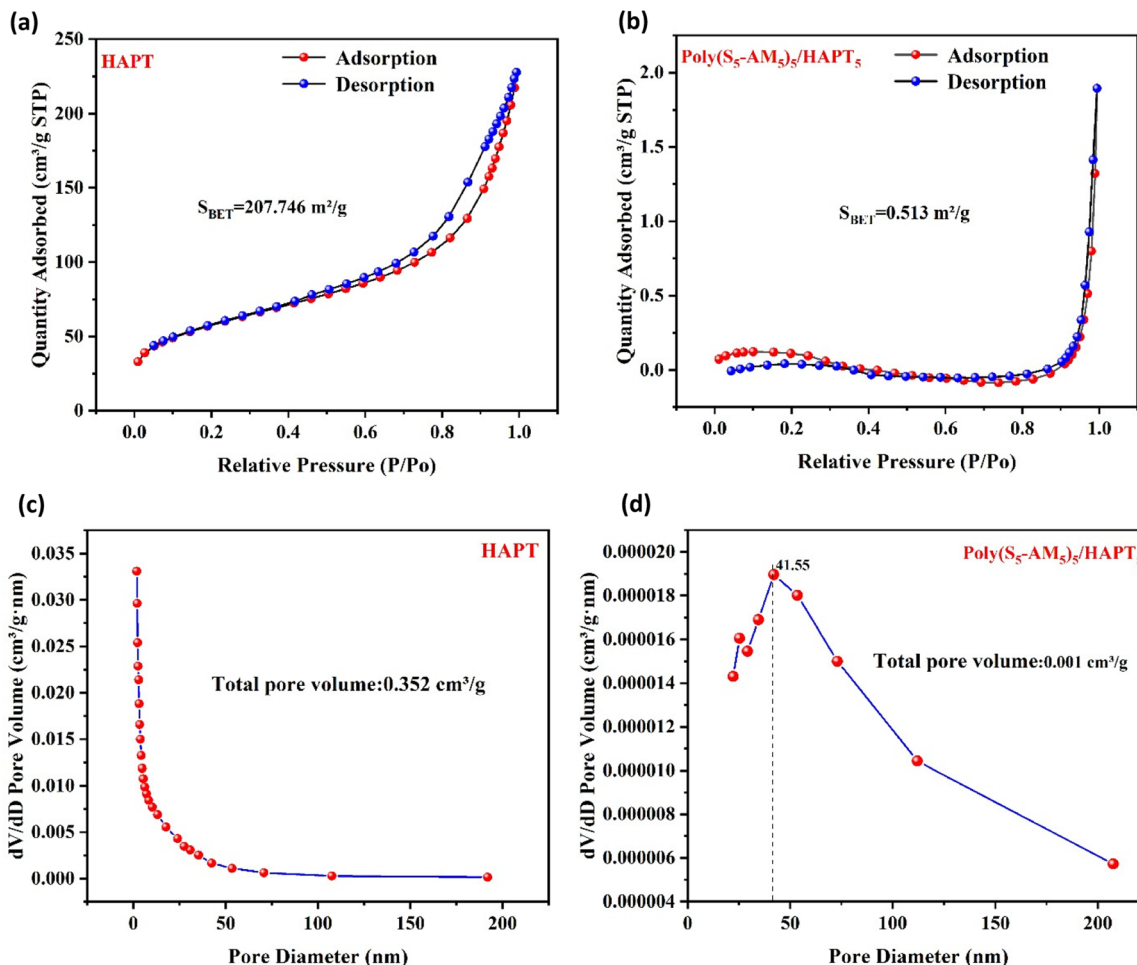 (a)
HAPT
Adsorption
Desorption
S_BET=207.746 m²/g
Quantity Adsorbed (cm³/g STP)
250
200
150
100
50
0
0.0 0.2 0.4 0.6 0.8 1.0
Relative Pressure (P/Po)
(b)
Poly(S₅-AM₅)₅/HAPT₅
Adsorption
Desorption
S_BET=0.513 m²/g
Quantity Adsorbed (cm³/g STP)
2.0
1.5
1.0
0.5
0.0
0.0 0.2 0.4 0.6 0.8 1.0
Relative Pressure (P/Po)
(c)
HAPT
Total pore volume:0.352 cm³/g
dV/dD Pore Volume (cm³/g·nm)
0.035
0.030
0.025
0.020
0.015
0.010
0.005
0.000
0 50 100 150 200
Pore Diameter (nm)
(d)
Poly(S₅-AM₅)₅/HAPT
41.55
Total pore volume:0.001 cm³/g
dV/dD Pore Volume (cm³/g·nm)
0.000020
0.000018
0.000016
0.000014
0.000012
0.000010
0.000008
0.000006
0.000004
0 50 100 150 200
Pore Diameter (nm)